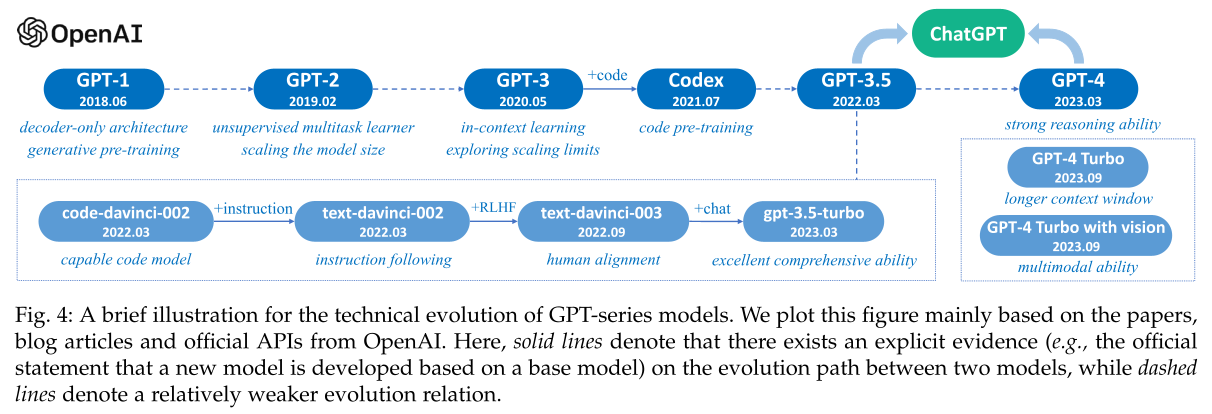 OpenAI
ChatGPT
GPT-1
2018.06
GPT-2
2019.02
GPT-3
2020.05
+code
Codex
2021.07
GPT-3.5
2022.03
GPT-4
2023.03
decoder-only architecture
generative pre-training
unsupervised multitask learner
scaling the model size
in-context learning
exploring scaling limits
code pre-training
strong reasoning ability
code-davinci-002
2022.03
+instruction
text-davinci-002
2022.03
+RLHF
text-davinci-003
2022.09
+chat
gpt-3.5-turbo
2023.03
capable code model
instruction following
human alignment
excellent comprehensive ability
GPT-4 Turbo
2023.09
longer context window
GPT-4 Turbo with vision
2023.09
multimodal ability
Fig. 4: A brief illustration for the technical evolution of GPT-series models. We plot this figure mainly based on the papers,
blog articles and official APIs from OpenAI. Here, solid lines denote that there exists an explicit evidence (e.g., the official
statement that a new model is developed based on a base model) on the evolution path between two models, while dashed
lines denote a relatively weaker evolution relation.